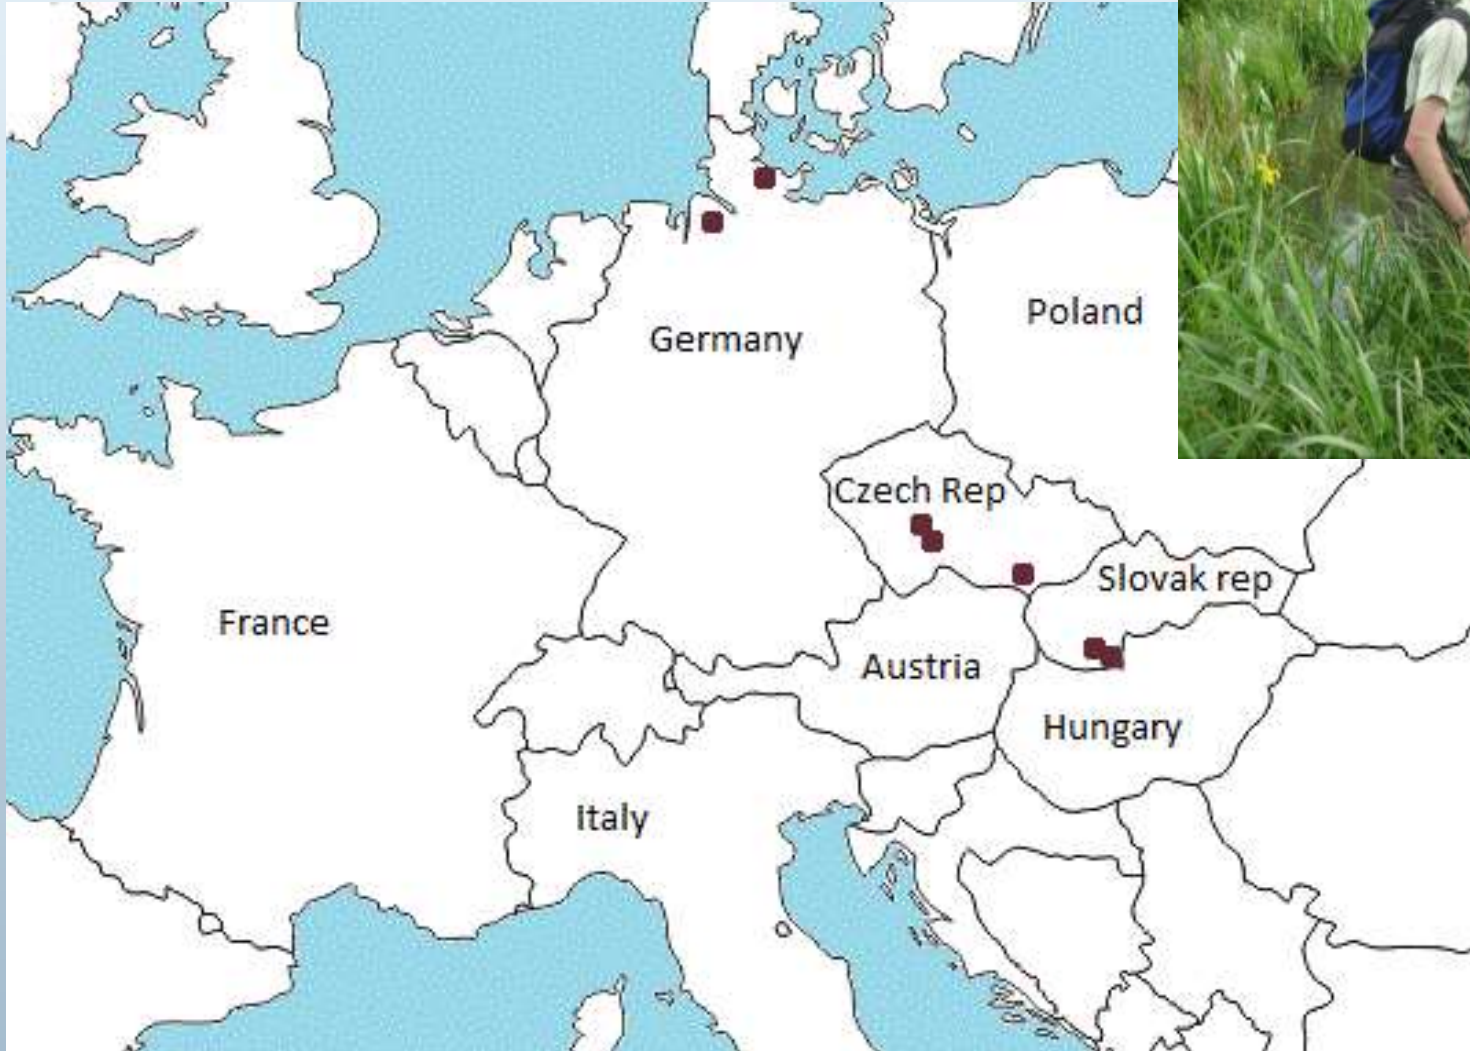 Poland
Germany
Czech Rep
Slovak rep
France
Austria
Hungary
Italy